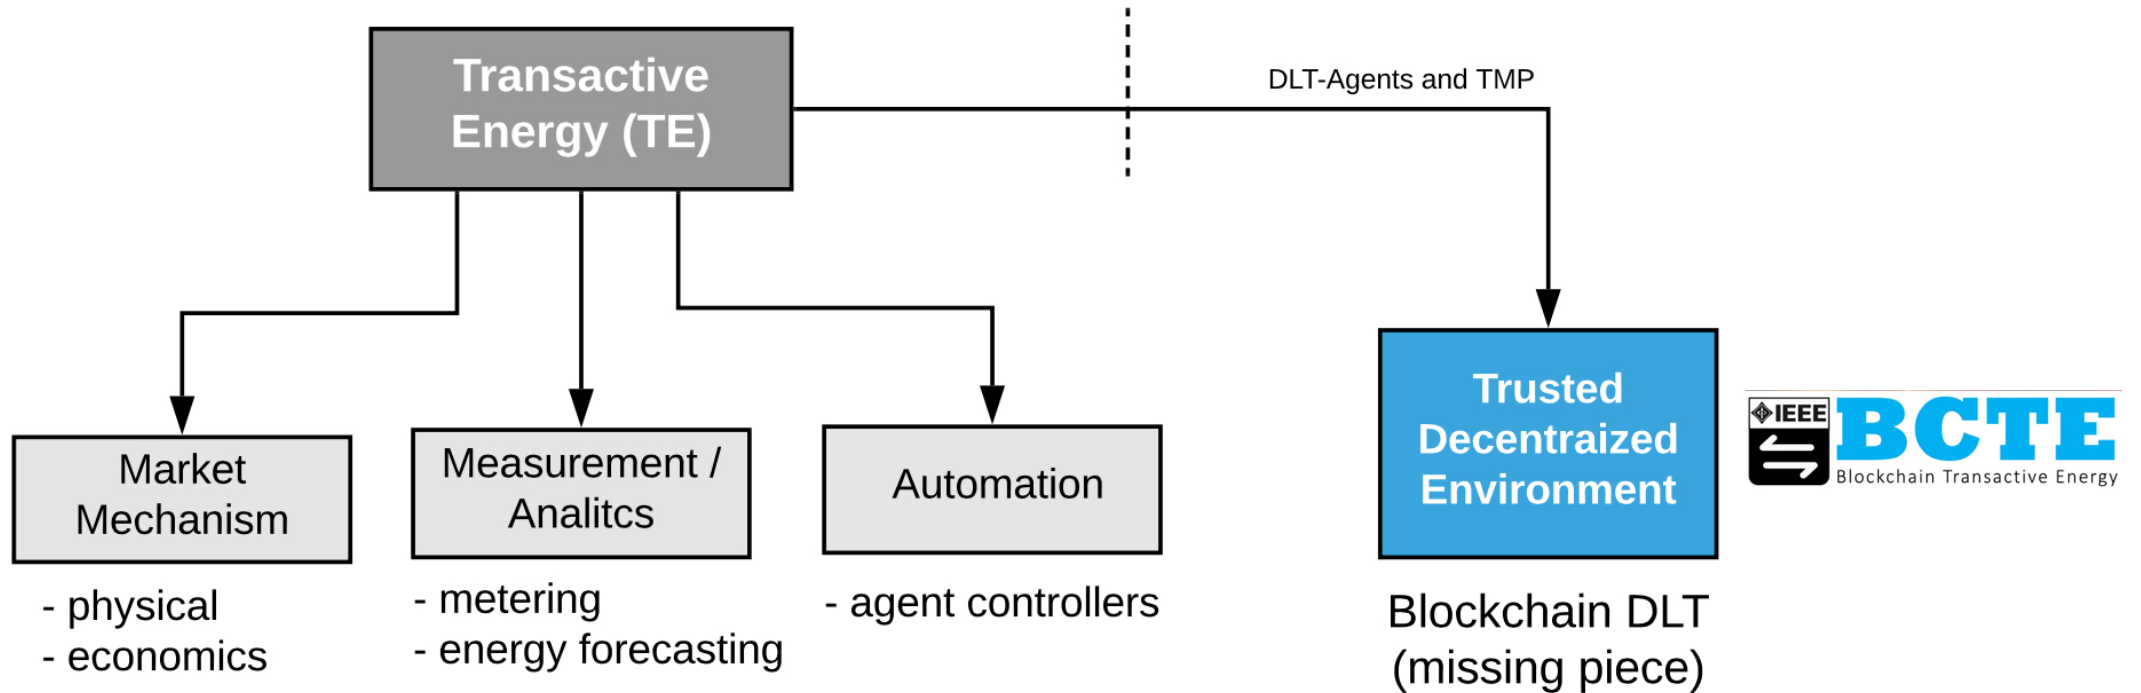 Transactive
Energy (TE)
DLT-Agents and TMP
Market
Mechanism
- physical
- economics
Measurement /
Analitcs
- metering
- energy forecasting
Automation
- agent controllers
Trusted
Decentraized
Environment
Blockchain DLT
(missing piece)
IEEE
BCTE
Blockchain Transactive Energy